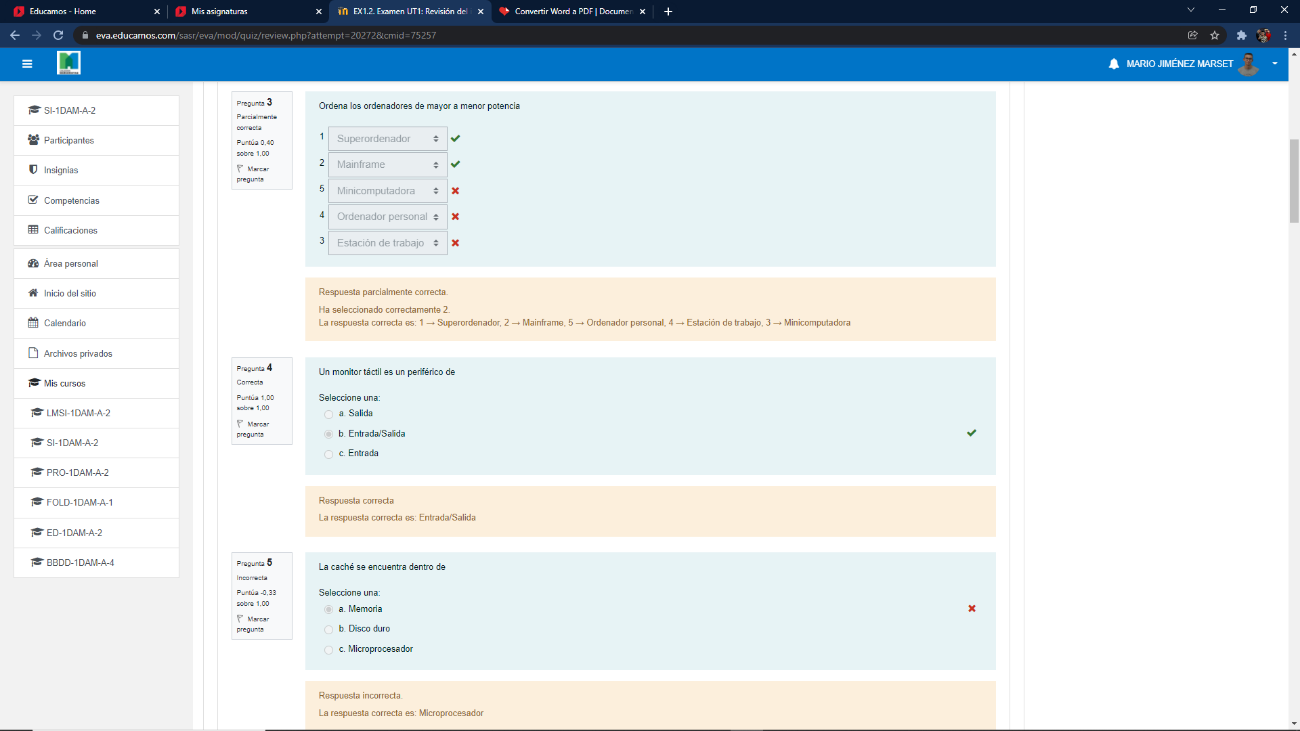 Educamos - Home
Mis asignaturas
EX1.2. Examen UT1: Revisión del
Convertir Word a PDF | Documen
eva.educamos.com/sasr/eva/mod/quiz/review.php?attempt=20272&cmid=75257
MARIO JIMÉNEZ MARSET
SI-1DAM-A-2
Participantes
Insignias
Competencias
Calificaciones
Área personal
Inicio del sitio
Calendario
Archivos privados
Mis cursos
LMSI-1DAM-A-2
SI-1DAM-A-2
PRO-1DAM-A-2
FOLD-1DAM-A-1
ED-1DAM-A-2
BBDD-1DAM-A-4
Pregunta 3
Parcialmente
correcta
Puntúa 0,40
sobre 1,00
Marcar
pregunta
Ordena los ordenadores de mayor a menor potencia
1 Superordenador
2 Mainframe
5 Minicomputadora
4 Ordenador personal
3 Estación de trabajo
Respuesta parcialmente correcta.
Ha seleccionado correctamente 2.
La respuesta correcta es: 1 → Superordenador, 2 → Mainframe, 5 → Ordenador personal, 4 → Estación de trabajo, 3 → Minicomputadora
Pregunta 4
Correcta
Puntúa 1,00
sobre 1,00
Marcar
pregunta
Un monitor táctil es un periférico de
Seleccione una:
a. Salida
b. Entrada/Salida
c. Entrada
Respuesta correcta
La respuesta correcta es: Entrada/Salida
Pregunta 5
Incorrecta
Puntúa -0,33
sobre 1,00
Marcar
pregunta
La caché se encuentra dentro de
Seleccione una:
a. Memoria
b. Disco duro
c. Microprocesador
Respuesta incorrecta.
La respuesta correcta es: Microprocesador